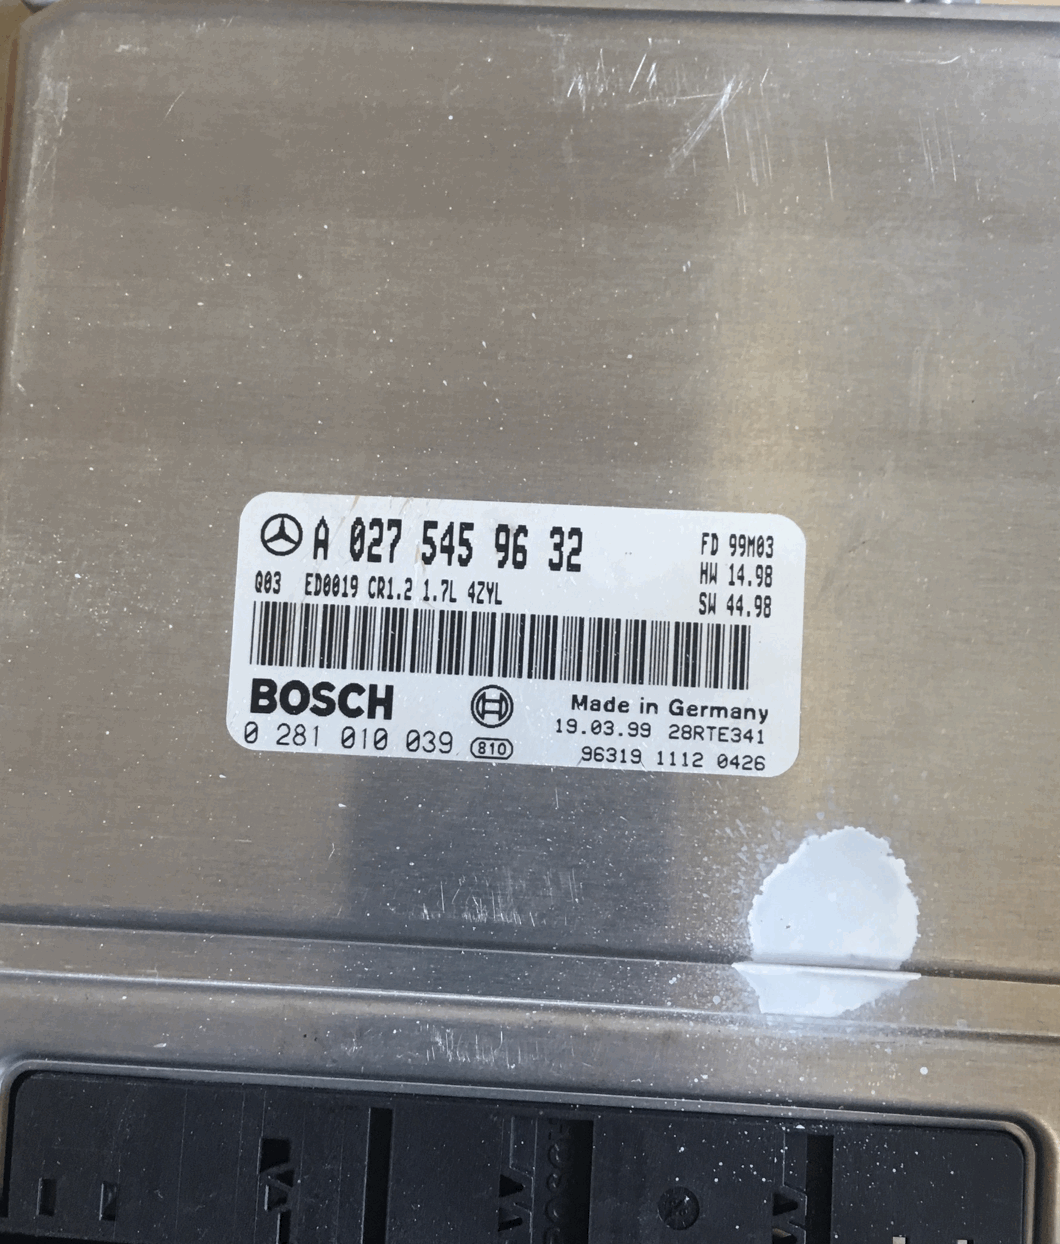 A 027 545 96 32
FD 99M03
HW 14.98
SW 44.98
Q03 ED0019 CR1.2 1.7L 4ZYL
BOSCH
Made in Germany
0 281 010 039
810
19.03.99 28RTE341
96319 1112 0426
BOSCH